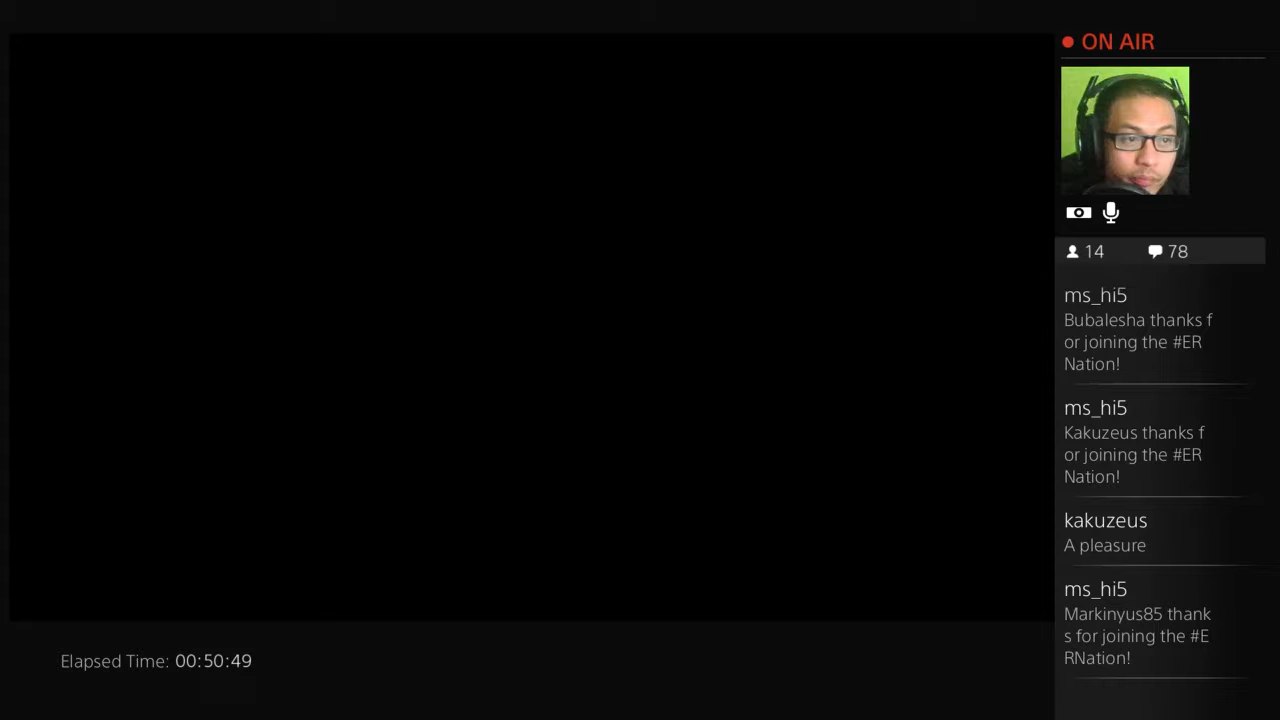 ON AIR
14 78
ms_hi5
Bubalesha thanks f
or joining the #ER
Nation!
ms_hi5
Kakuzeus thanks f
or joining the #ER
Nation!
kakuzeus
A pleasure
ms_hi5
Markinyus85 thank
s for joining the #E
RNation!
Elapsed Time: 00:50:49